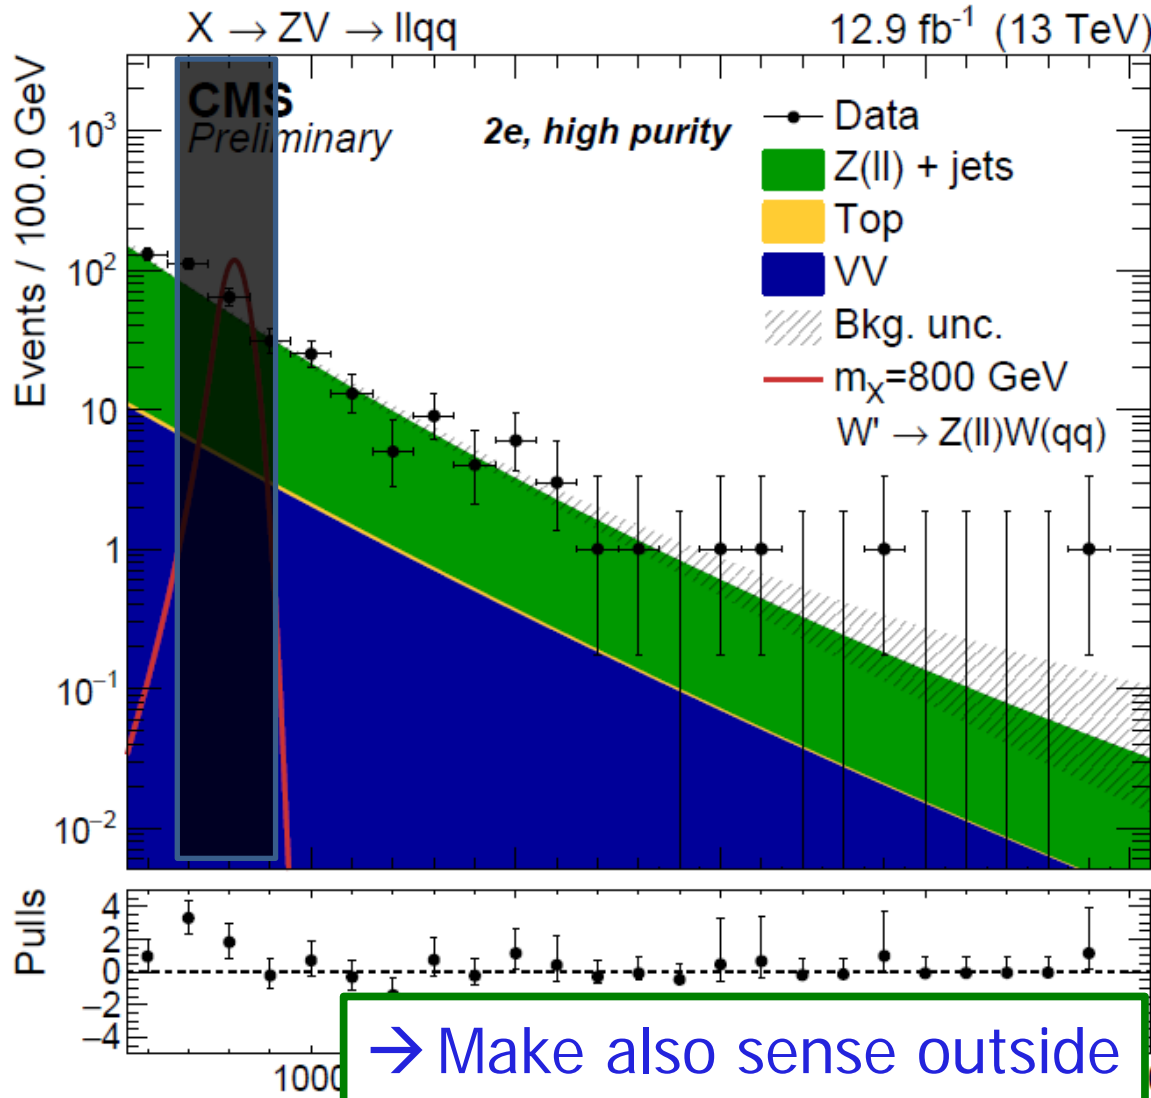 X → ZV → llqq
12.9 fb⁻¹ (13 TeV)
CMS
Preliminary
2e, high purity
Data
Z(ll) + jets
Top
VV
Bkg. unc.
m_X=800 GeV
W' → Z(ll)W(qq)
Events / 100.0 GeV
10³
10²
10
1
10⁻¹
10⁻²
Pulls
4
2
0
−2
−4
→ Make also sense outside
1000